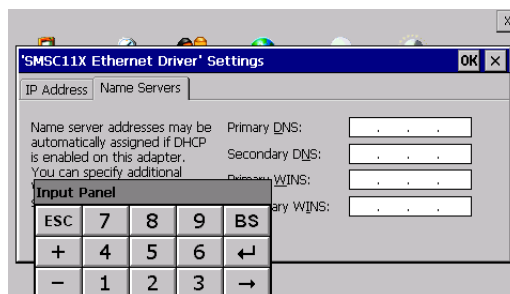 X
'SMSC11X Ethernet Driver' Settings OK ×
IP Address Name Servers
Name server addresses may be
automatically assigned if DHCP
is enabled on this adapter.
You can specify additional
Primary DNS: . . .
Secondary DNS: . . .
Primary WINS: . . .
ary WINS: . . .
Input Panel
ESC 7 8 9 BS
+ 4 5 6 ↵
- 1 2 3 →